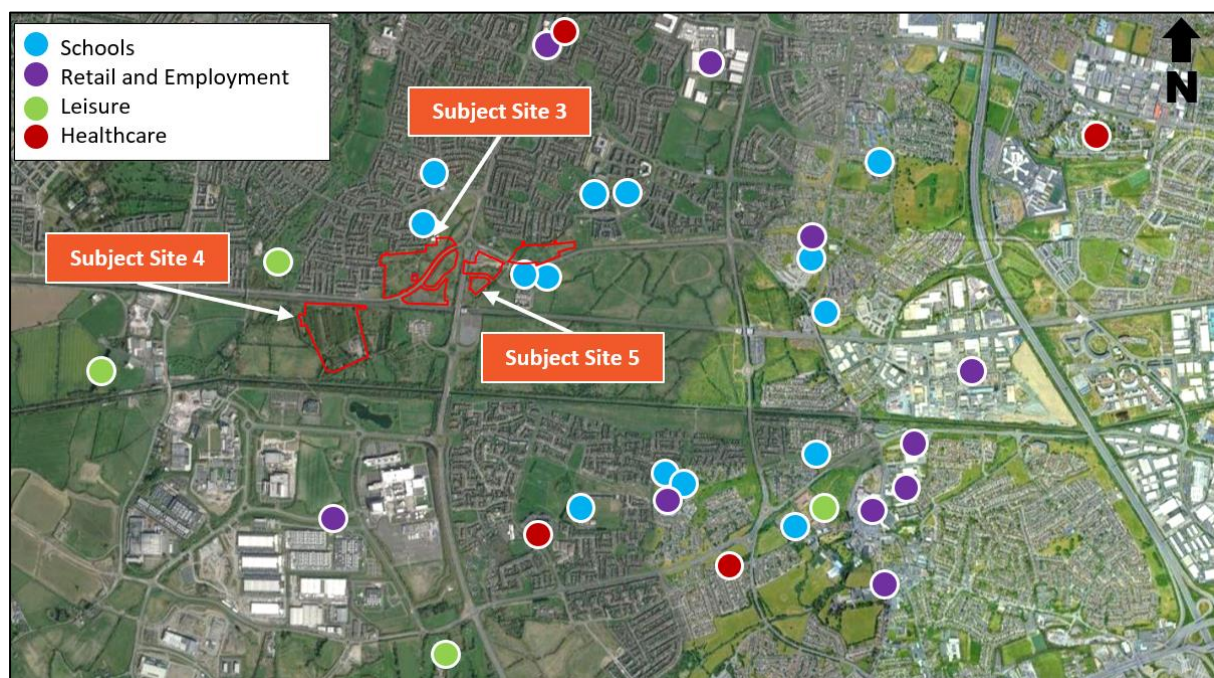 Schools
Retail and Employment
Leisure
Healthcare
N
Subject Site 3
Subject Site 4
Subject Site 5